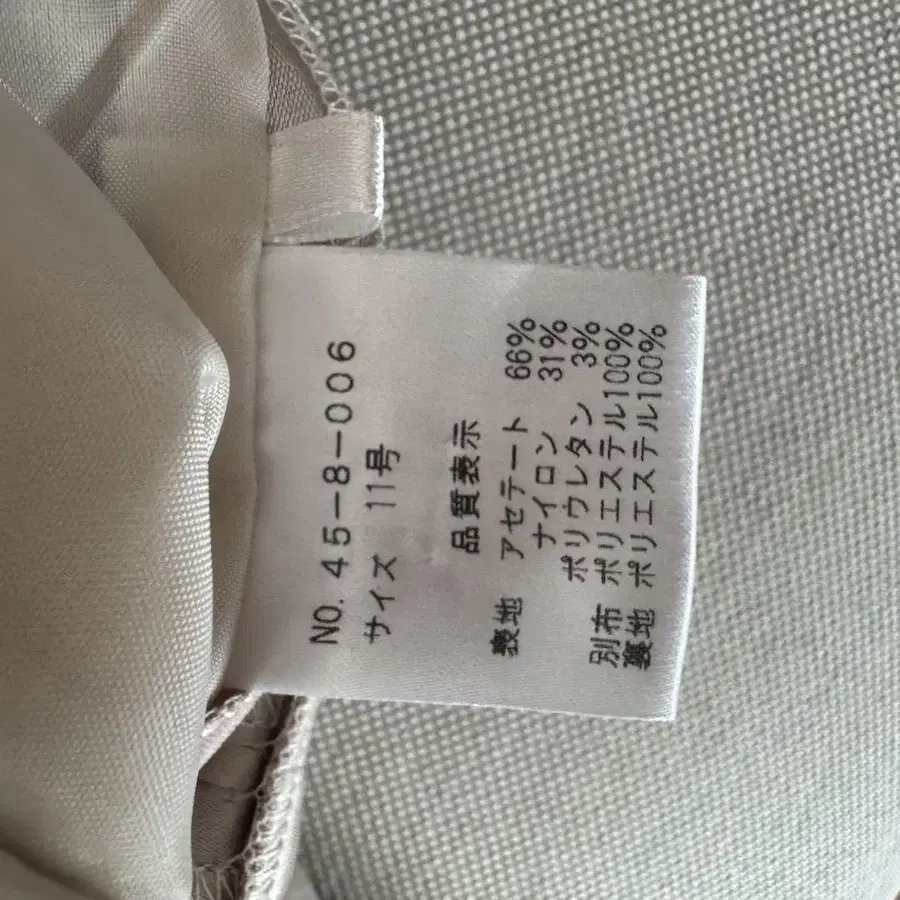 NO. 45-8-006
サイズ 11号
品質表示
表地 アセテート 66%
ナイロン 31%
ポリウレタン 3%
別布 ポリエステル100%
裏地 ポリエステル100%